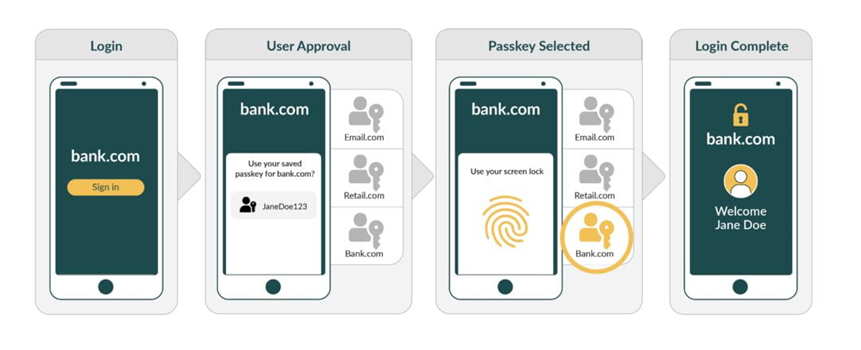 Login
bank.com
Sign in
User Approval
bank.com
Use your saved
passkey for bank.com?
JaneDoe123
Email.com
Retail.com
Bank.com
Passkey Selected
bank.com
Use your screen lock
Email.com
Retail.com
Bank.com
Login Complete
bank.com
Welcome
Jane Doe